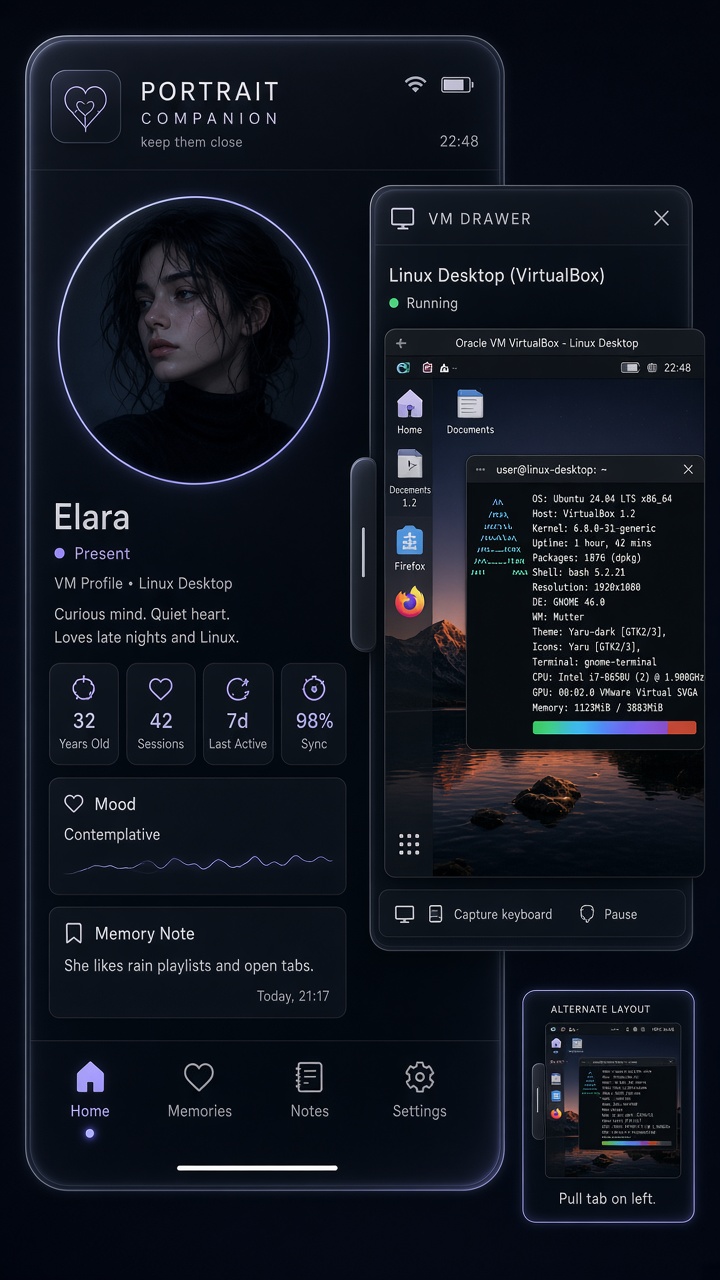 PORTRAIT
COMPANION
keep them close
22:48
VM DRAWER
Linux Desktop (VirtualBox)
Running
Oracle VM VirtualBox - Linux Desktop
22:48
Home
Documents
Decements
1.2
Firefox
user@linux-desktop: ~
OS: Ubuntu 24.04 LTS x86_64
Host: VirtualBox 1.2
Kernel: 6.8.0-31-generic
Uptine: 1 hour, 42 mins
Packages: 1876 (dpkg)
Shell: bash 5.2.21
Resolution: 1920x1080
DE: GNOME 46.0
WM: Mutter
Theme: Yaru-dark [GTK2/3],
Icons: Yaru [GTK2/3],
Terminal: gnome-terminal
CPU: Intel i7-8650U (2) @ 1.900GHz
GPU: 00:02.0 VMware Virtual SVGA
Memory: 1123MiB / 3883MiB
Capture keyboard
Pause
Elara
Present
VM Profile • Linux Desktop
Curious mind. Quiet heart.
Loves late nights and Linux.
32
Years Old
42
Sessions
7d
Last Active
98%
Sync
Mood
Contemplative
Memory Note
She likes rain playlists and open tabs.
Today, 21:17
Home
Memories
Notes
Settings
ALTERNATE LAYOUT
Pull tab on left.